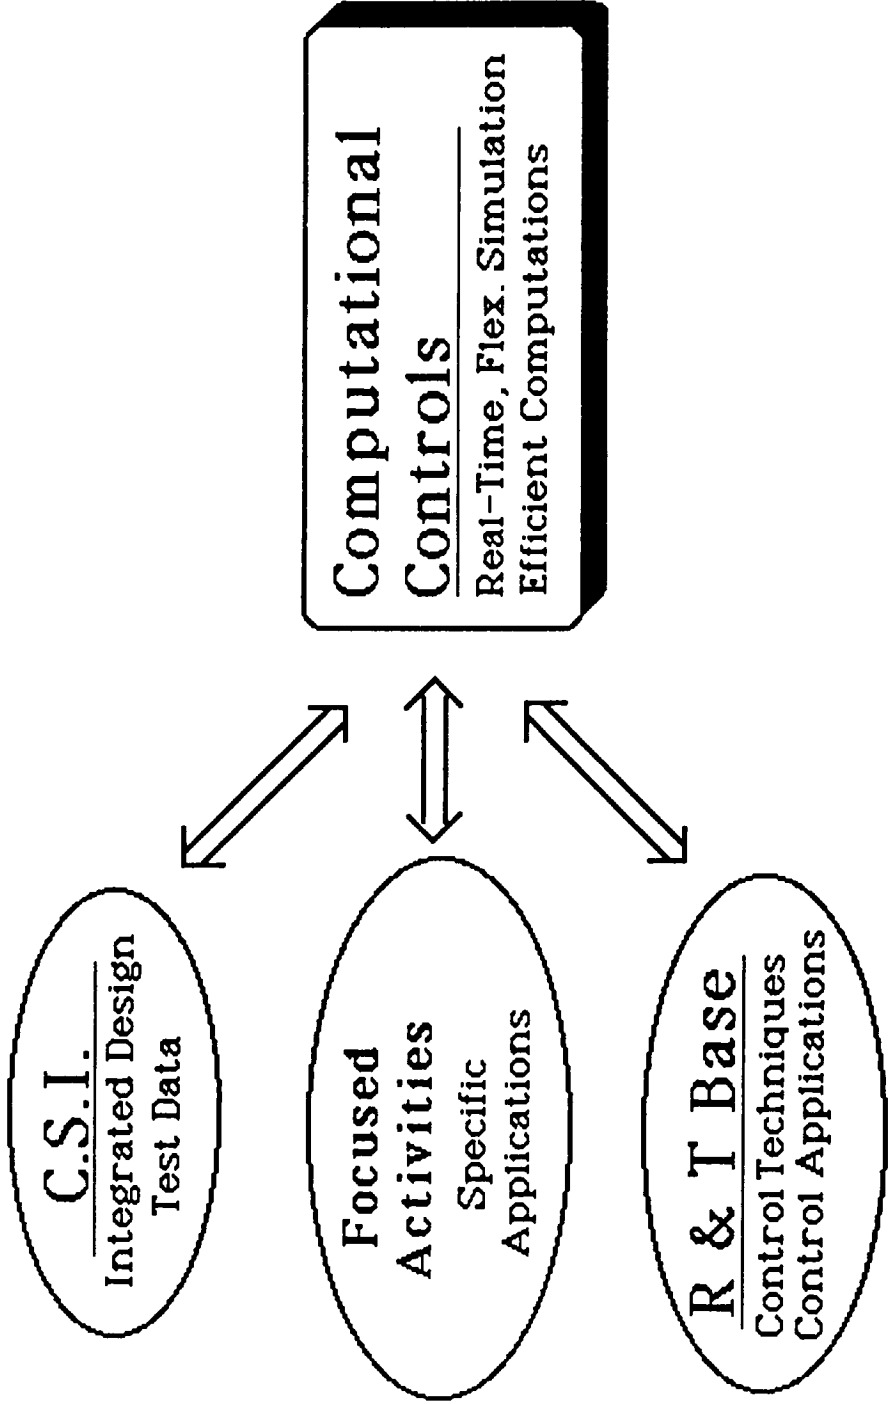 C.S.I.
Integrated Design
Test Data
Focused
Activities
Specific
Applications
R & T Base
Control Techniques
Control Applications
Computational
Controls
Real-Time, Flex. Simulation
Efficient Computations